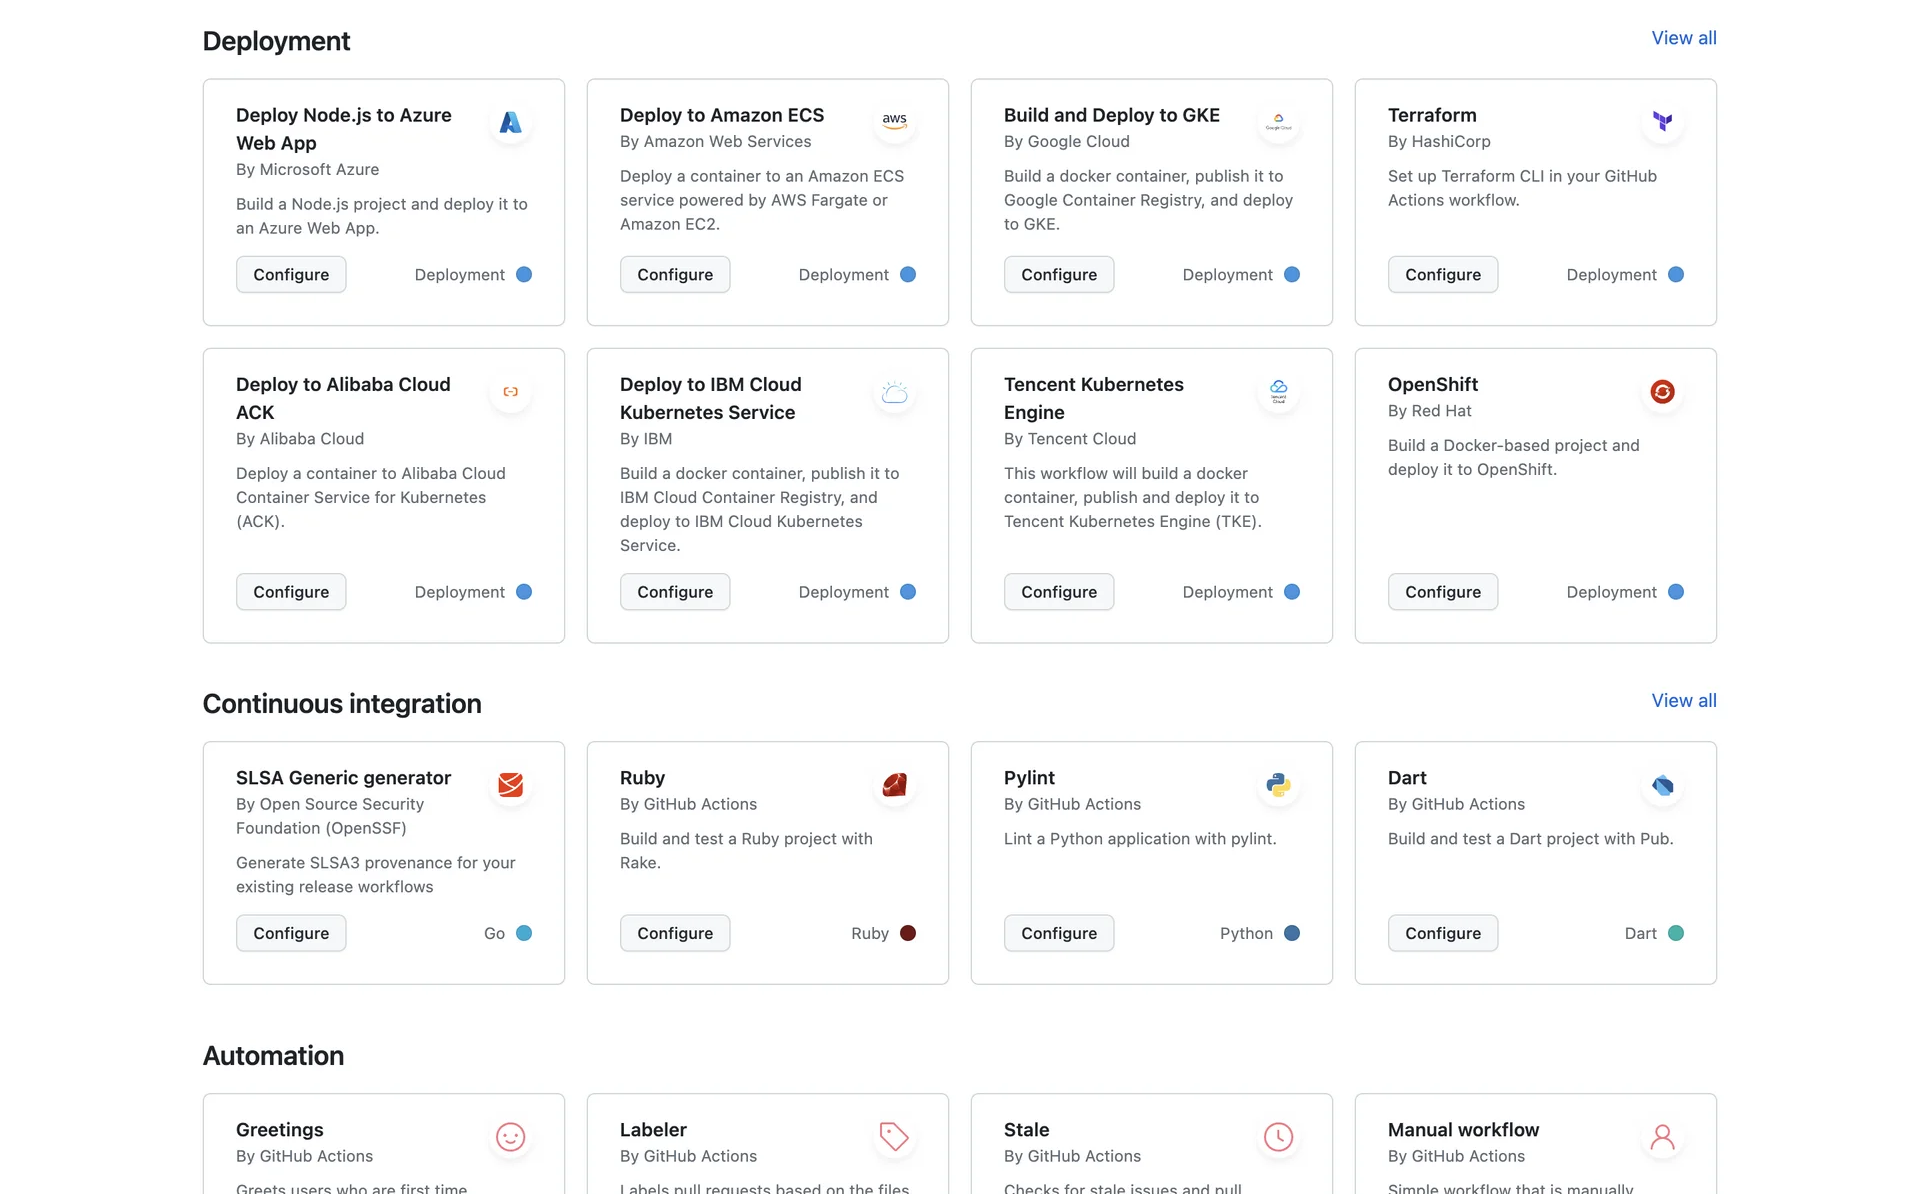 Deployment
View all
Deploy Node.js to Azure
Web App
By Microsoft Azure
Build a Node.js project and deploy it to
an Azure Web App.
Configure
Deployment
Deploy to Amazon ECS
By Amazon Web Services
Deploy a container to an Amazon ECS
service powered by AWS Fargate or
Amazon EC2.
Configure
Deployment
aws
Build and Deploy to GKE
By Google Cloud
Build a docker container, publish it to
Google Container Registry, and deploy
to GKE.
Configure
Deployment
Google Cloud
Terraform
By HashiCorp
Set up Terraform CLI in your GitHub
Actions workflow.
Configure
Deployment
Deploy to Alibaba Cloud
ACK
By Alibaba Cloud
Deploy a container to Alibaba Cloud
Container Service for Kubernetes
(ACK).
Configure
Deployment
Deploy to IBM Cloud
Kubernetes Service
By IBM
Build a docker container, publish it to
IBM Cloud Container Registry, and
deploy to IBM Cloud Kubernetes
Service.
Configure
Deployment
Tencent Kubernetes
Engine
By Tencent Cloud
This workflow will build a docker
container, publish and deploy it to
Tencent Kubernetes Engine (TKE).
Configure
Deployment
Tencent
Cloud
OpenShift
By Red Hat
Build a Docker-based project and
deploy it to OpenShift.
Configure
Deployment
Continuous integration
View all
SLSA Generic generator
By Open Source Security
Foundation (OpenSSF)
Generate SLSA3 provenance for your
existing release workflows
Configure
Go
Ruby
By GitHub Actions
Build and test a Ruby project with
Rake.
Configure
Ruby
Pylint
By GitHub Actions
Lint a Python application with pylint.
Configure
Python
Dart
By GitHub Actions
Build and test a Dart project with Pub.
Configure
Dart
Automation
Greetings
By GitHub Actions
Greets users who are first time
Labeler
By GitHub Actions
Labels pull requests based on the files
Stale
By GitHub Actions
Checks for stale issues and pull
Manual workflow
By GitHub Actions
Simple workflow that is manually